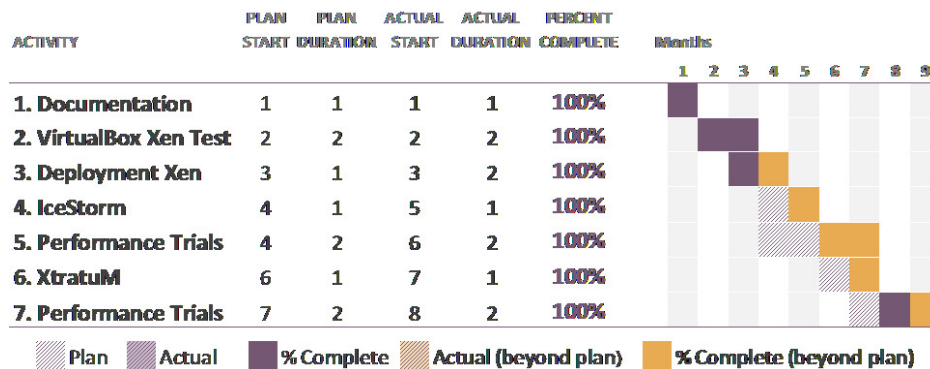 PLAN PLAN ACTUAL ACTUAL PERCENT
ACTIVITY START DURATION START DURATION COMPLETE Months
1 2 3 4 5 6 7 8 9
1. Documentation 1 1 1 1 100%
2. VirtualBox Xen Test 2 2 2 2 100%
3. Deployment Xen 3 1 3 2 100%
4. IceStorm 4 1 5 1 100%
5. Performance Trials 4 2 6 2 100%
6. XtratuM 6 1 7 1 100%
7. Performance Trials 7 2 8 2 100%
Plan Actual % Complete Actual (beyond plan) % Complete (beyond plan)